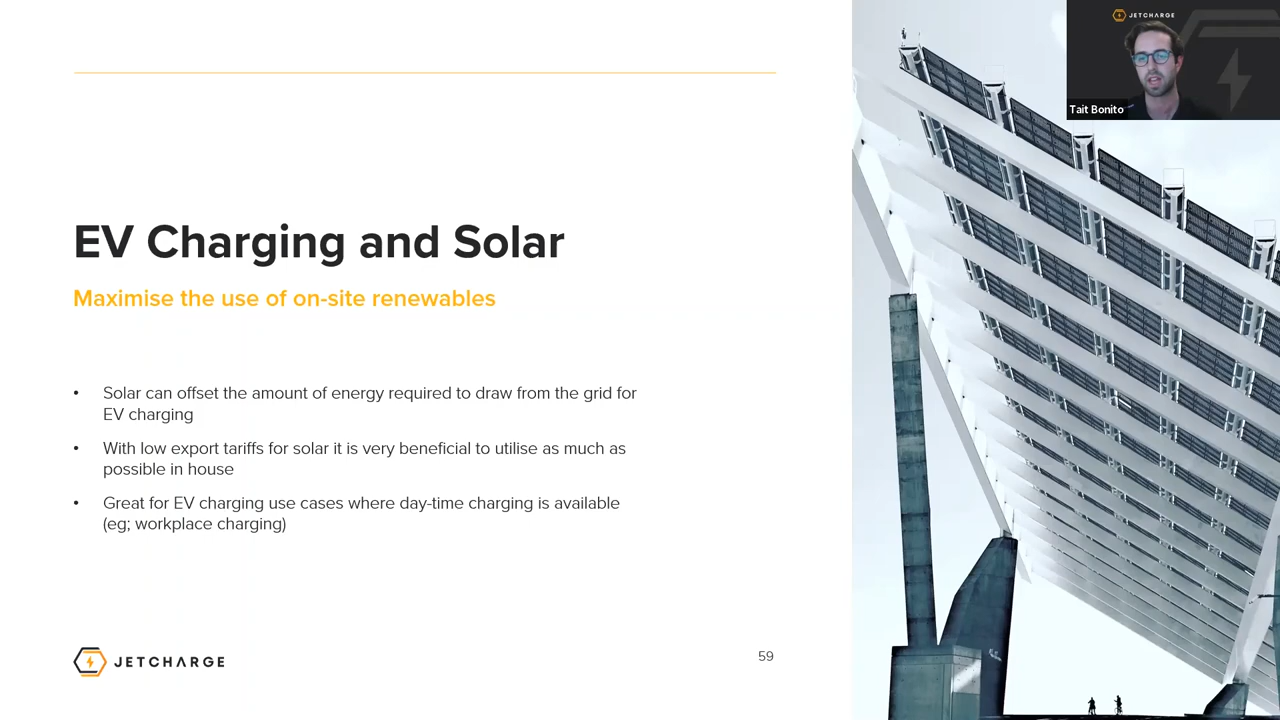 JETCHARGE
Tait Bonito
EV Charging and Solar
Maximise the use of on-site renewables
• Solar can offset the amount of energy required to draw from the grid for
EV charging
• With low export tariffs for solar it is very beneficial to utilise as much as
possible in house
• Great for EV charging use cases where day-time charging is available
(eg; workplace charging)
JETCHARGE
59